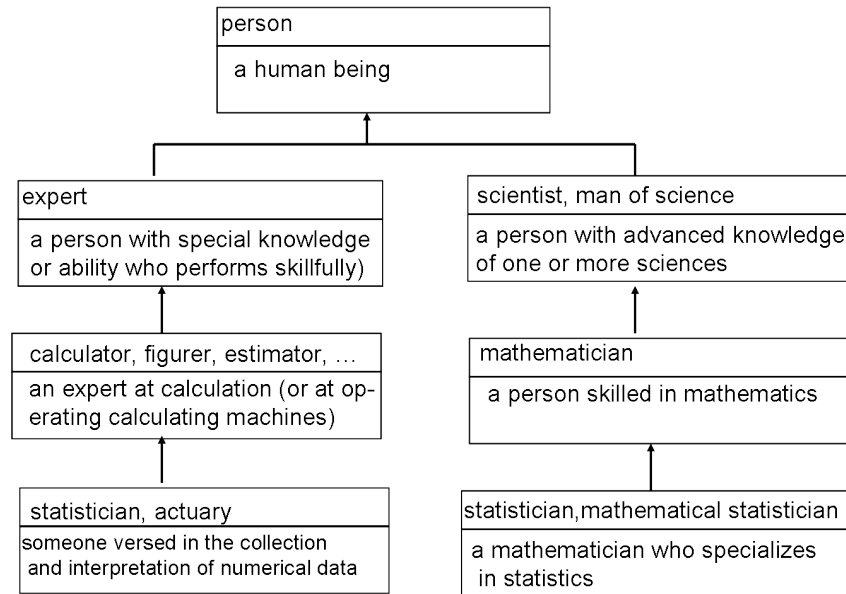 person
a human being
expert
a person with special knowledge
or ability who performs skillfully)
scientist, man of science
a person with advanced knowledge
of one or more sciences
calculator, figurer, estimator, …
an expert at calculation (or at op-
erating calculating machines)
mathematician
a person skilled in mathematics
statistician, actuary
someone versed in the collection
and interpretation of numerical data
statistician,mathematical statistician
a mathematician who specializes
in statistics